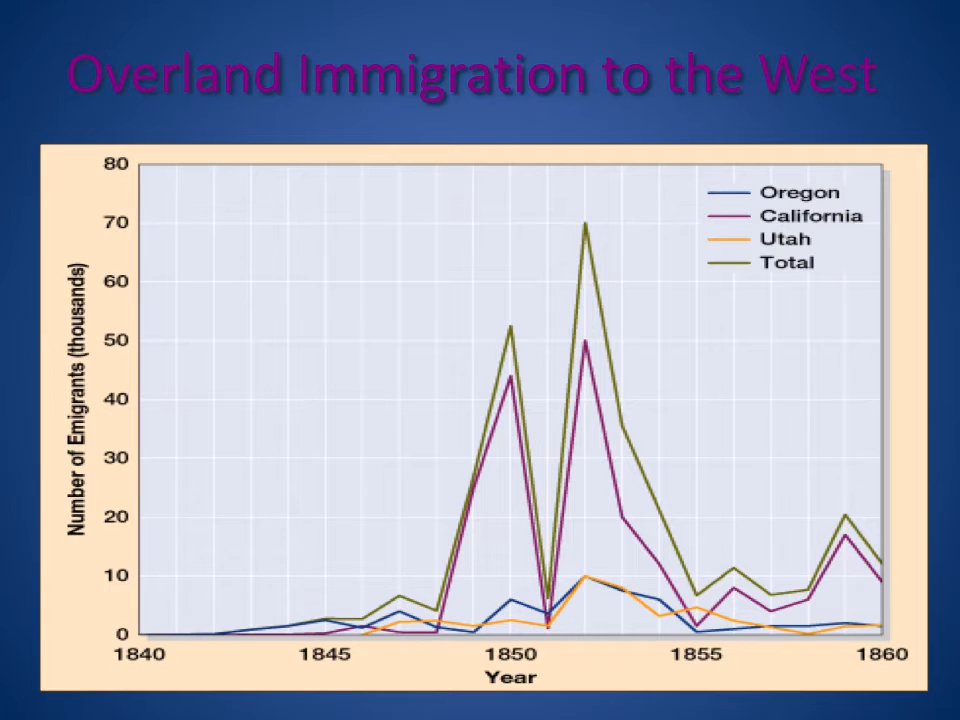 Overland Immigration to the West
80
70
60
50
40
30
20
10
0
Number of Emigrants (thousands)
Oregon
California
Utah
Total
1840 1845 1850 1855 1860
Year